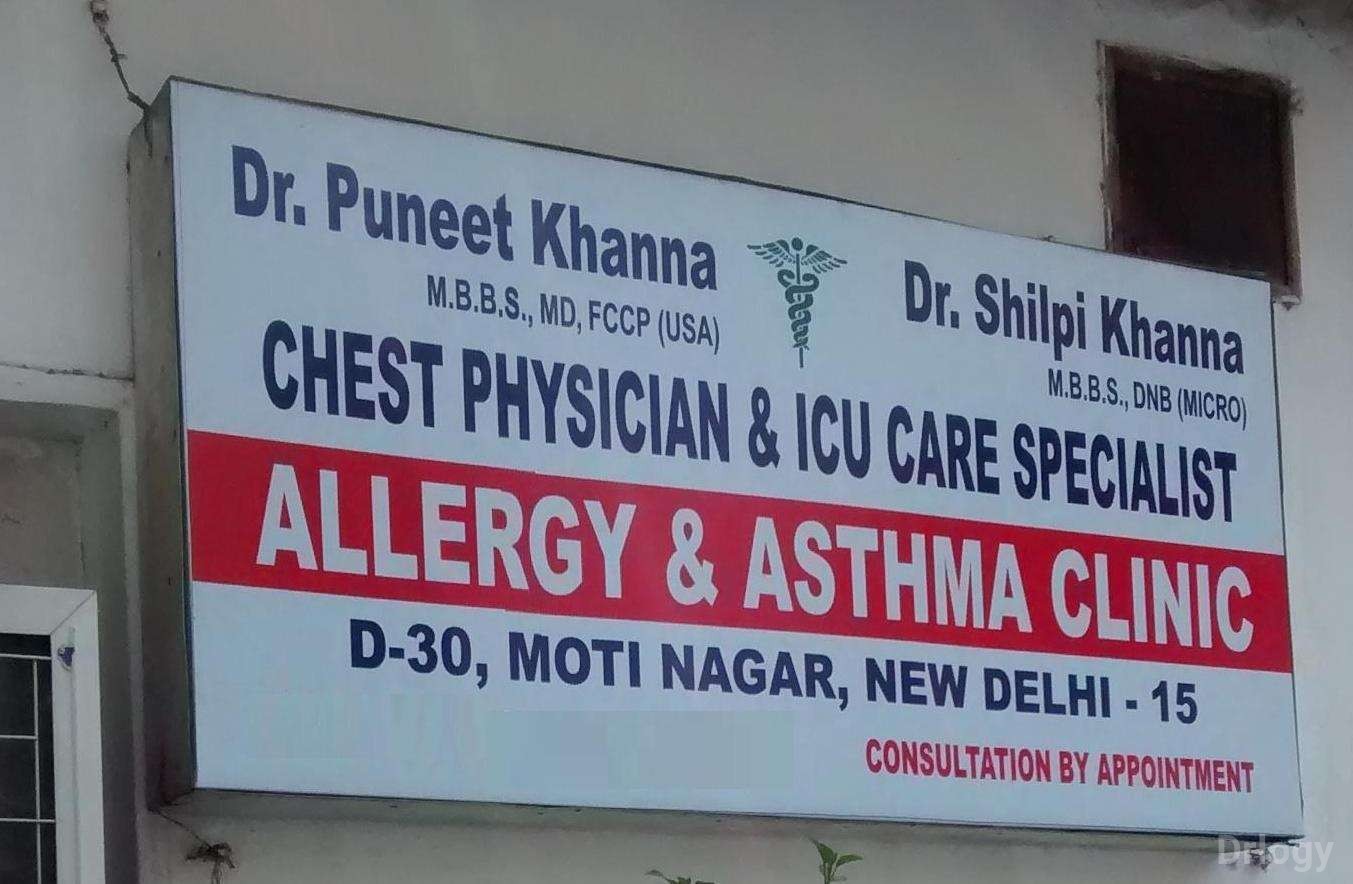 Dr. Puneet Khanna
M.B.B.S., MD, FCCP (USA)
Dr. Shilpi Khanna
M.B.B.S., DNB (MICRO)
CHEST PHYSICIAN & ICU CARE SPECIALIST
ALLERGY & ASTHMA CLINIC
D-30, MOTI NAGAR, NEW DELHI - 15
CONSULTATION BY APPOINTMENT
Drlogy